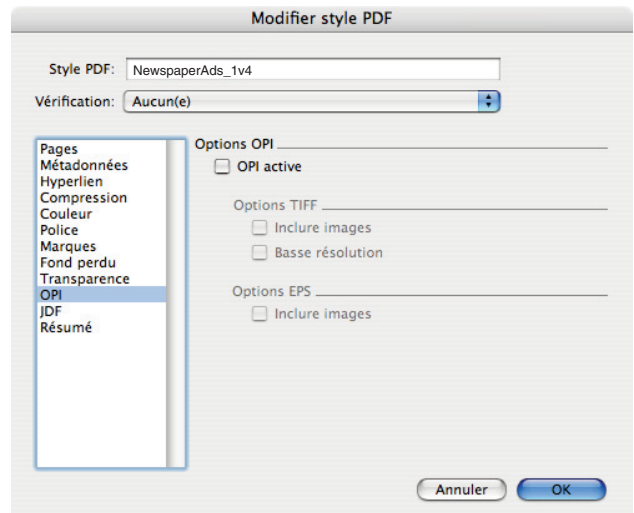 Modifier style PDF
Style PDF: NewspaperAds_1v4
Vérification: Aucun(e)
Pages
Métadonnées
Hyperlien
Compression
Couleur
Police
Marques
Fond perdu
Transparence
OPI
JDF
Résumé
Options OPI
OPI active
Options TIFF
Inclure images
Basse résolution
Options EPS
Inclure images
Annuler OK